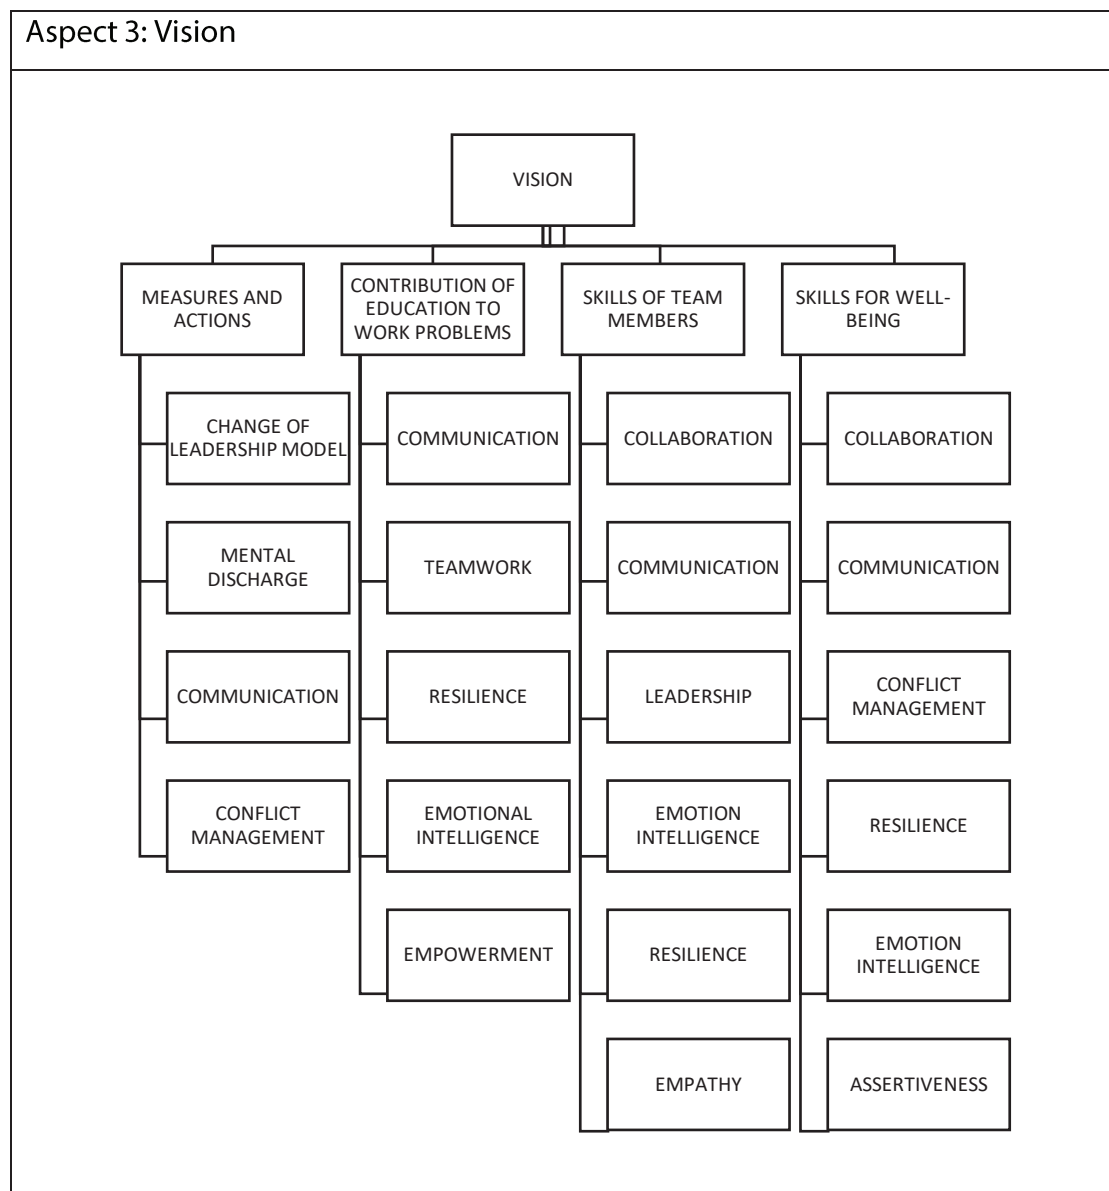 Aspect 3: Vision
VISION
MEASURES AND
ACTIONS
CHANGE OF
LEADERSHIP MODEL
MENTAL
DISCHARGE
COMMUNICATION
CONFLICT
MANAGEMENT
CONTRIBUTION OF
EDUCATION TO
WORK PROBLEMS
COMMUNICATION
TEAMWORK
RESILIENCE
EMOTIONAL
INTELLIGENCE
EMPOWERMENT
SKILLS OF TEAM
MEMBERS
COLLABORATION
COMMUNICATION
LEADERSHIP
EMOTION
INTELLIGENCE
RESILIENCE
EMPATHY
SKILLS FOR WELL-
BEING
COLLABORATION
COMMUNICATION
CONFLICT
MANAGEMENT
RESILIENCE
EMOTION
INTELLIGENCE
ASSERTIVENESS